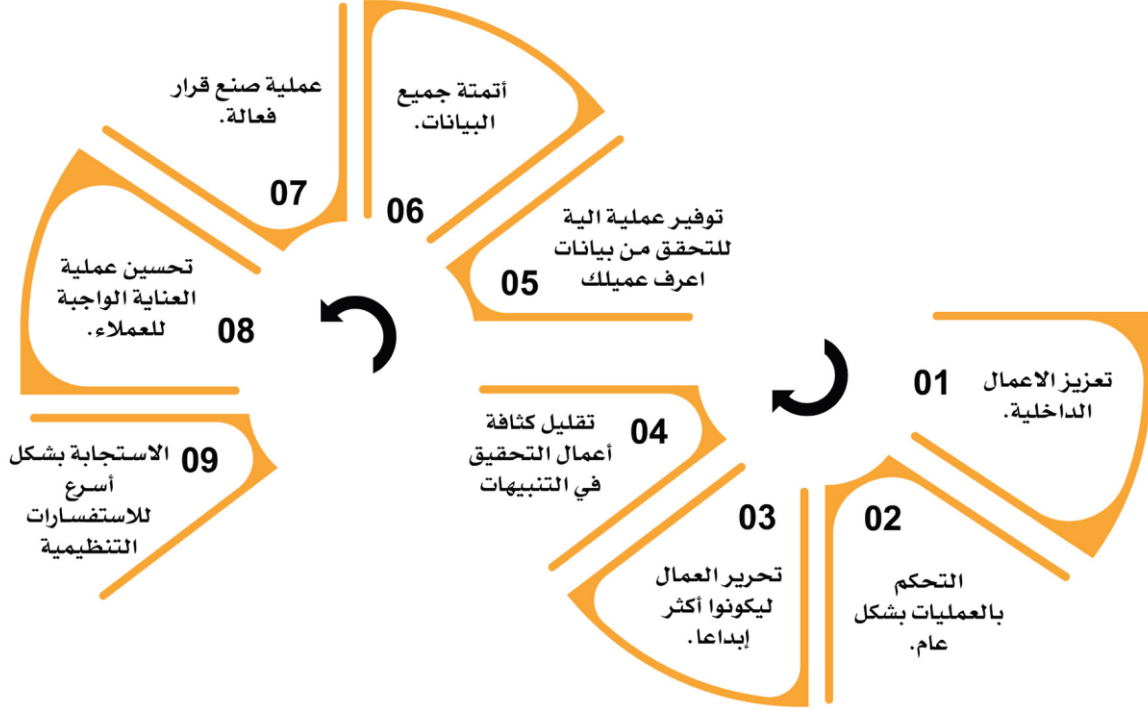 01
تعزيز الاعمال
الداخلية.
02
التحكم
بالعمليات بشكل
عام.
03
تحرير العمال
ليكونوا أكثر
إبداعا.
04
تقليل كثافة
أعمال التحقيق
في التنبيهات
05
توفير عملية الية
للتحقق من بيانات
اعرف عميلك
06
أتمتة جميع
البيانات.
07
عملية صنع قرار
فعالة.
08
تحسين عملية
العناية الواجبة
للعملاء.
09
الاستجابة بشكل
أسرع
للاستفسارات
التنظيمية